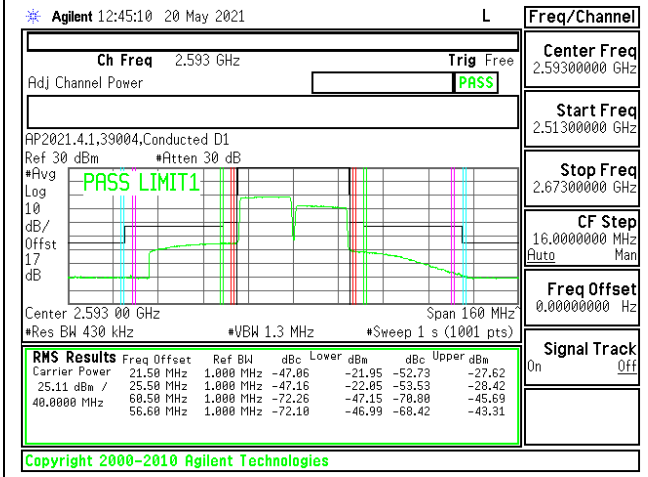 Agilent 12:45:10 20 May 2021 L
Freq/Channel
Ch Freq 2.593 GHz Trig Free
Adj Channel Power PASS
Center Freq
2.59300000 GHz
Start Freq
2.51300000 GHz
Stop Freq
2.67300000 GHz
CF Step
16.0000000 MHz
Auto Man
Freq Offset
0.00000000 Hz
Signal Track
On Off
AP2021.4.1,39004,Conducted D1
Ref 30 dBm #Atten 30 dB
#Avg
Log
10
dB/
Offst
17
dB
PASS LIMIT1
Center 2.593 00 GHz Span 160 MHz^
#Res BW 430 kHz #VBW 1.3 MHz #Sweep 1 s (1001 pts)
RMS Results Freq Offset Ref BW dBc Lower dBm dBc Upper dBm
Carrier Power 21.50 MHz 1.000 MHz -47.06 -21.95 -52.73 -27.62
25.11 dBm / 25.50 MHz 1.000 MHz -47.16 -22.05 -53.53 -28.42
40.0000 MHz 60.50 MHz 1.000 MHz -72.26 -47.15 -70.80 -45.69
56.60 MHz 1.000 MHz -72.10 -46.99 -68.42 -43.31
Copyright 2000-2010 Agilent Technologies